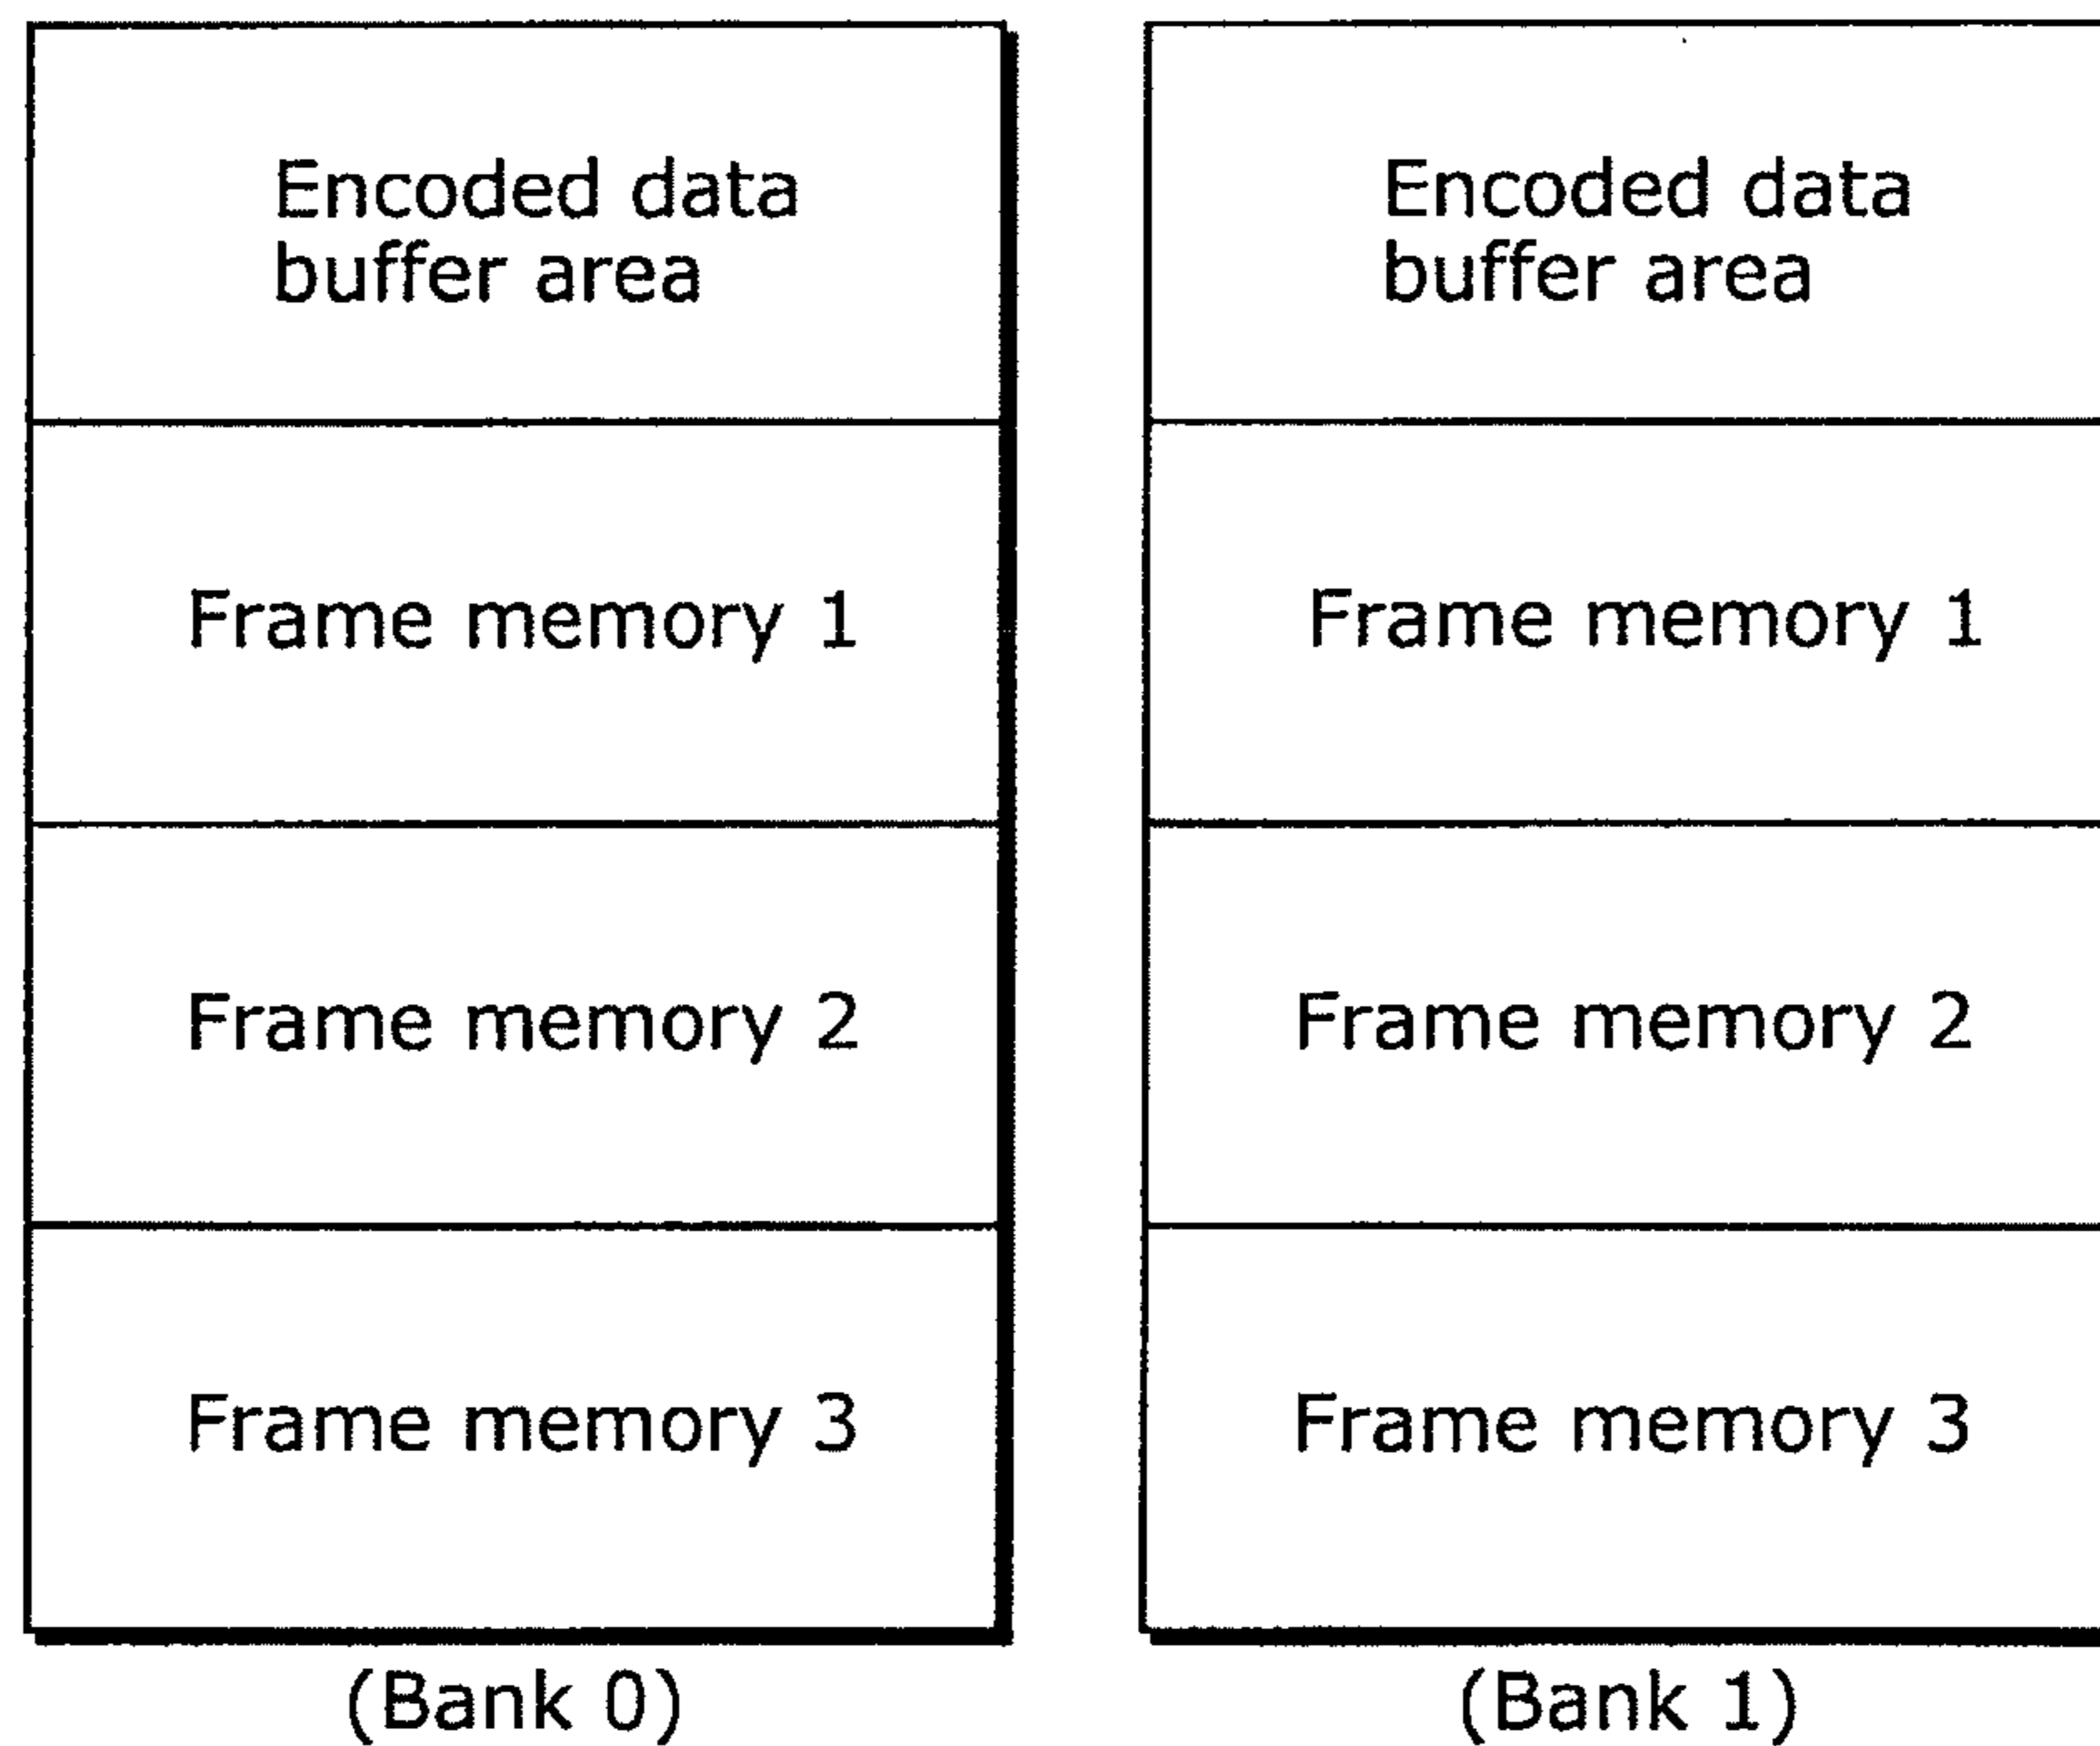 Encoded data
buffer area
Frame memory 1
Frame memory 2
Frame memory 3
(Bank 0)
Encoded data
buffer area
Frame memory 1
Frame memory 2
Frame memory 3
(Bank 1)